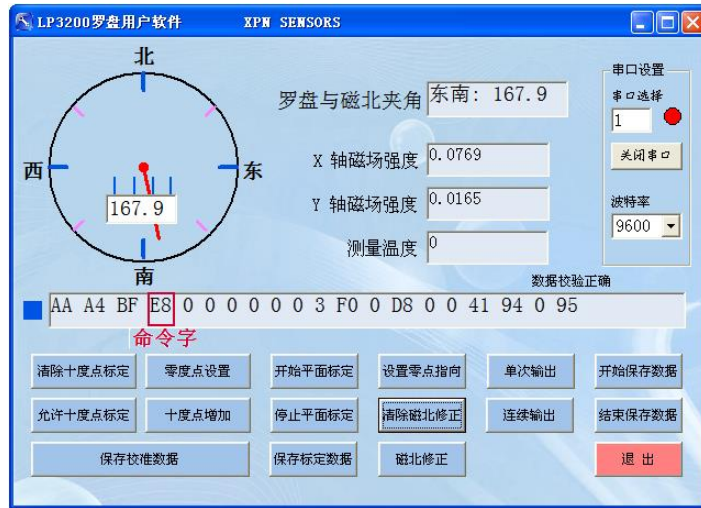 LP3200罗盘用户软件 XPN SENSORS
北
西
东
南
167.9
罗盘与磁北夹角 东南: 167.9
X 轴磁场强度 0.0769
Y 轴磁场强度 0.0165
测量温度 0
串口设置
串口选择
1
关闭串口
波特率
9600
数据校验正确
AA A4 BF E8 0 0 0 0 0 0 3 F0 0 D8 0 0 41 94 0 95
命令字
清除十度点标定 零度点设置 开始平面标定 设置零点指向 单次输出 开始保存数据
允许十度点标定 十度点增加 停止平面标定 清除磁北修正 连续输出 结束保存数据
保存校准数据 保存标定数据 磁北修正 退 出